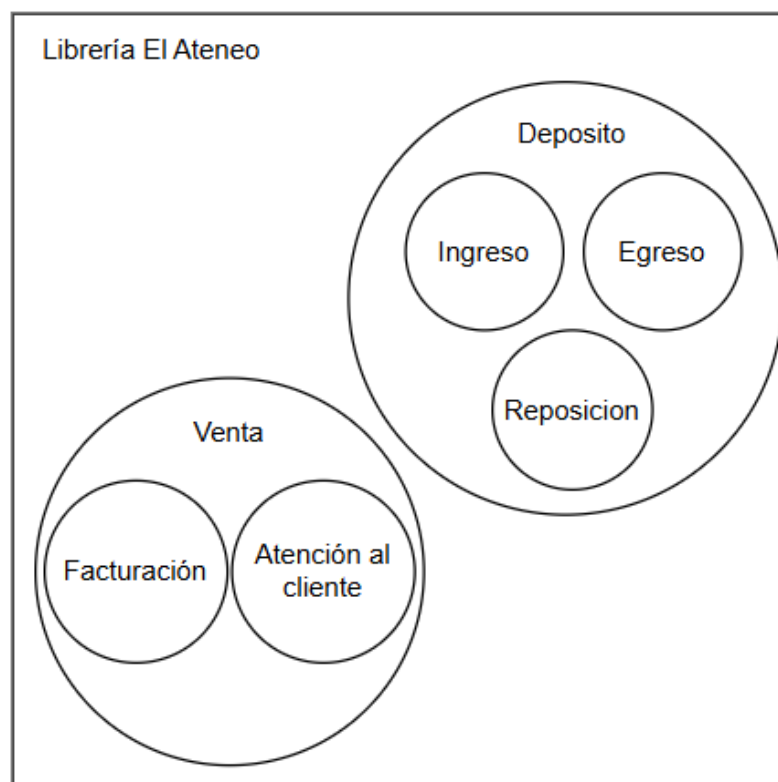 Librería El Ateneo
Deposito
Ingreso
Egreso
Reposicion
Venta
Facturación
Atención al
cliente